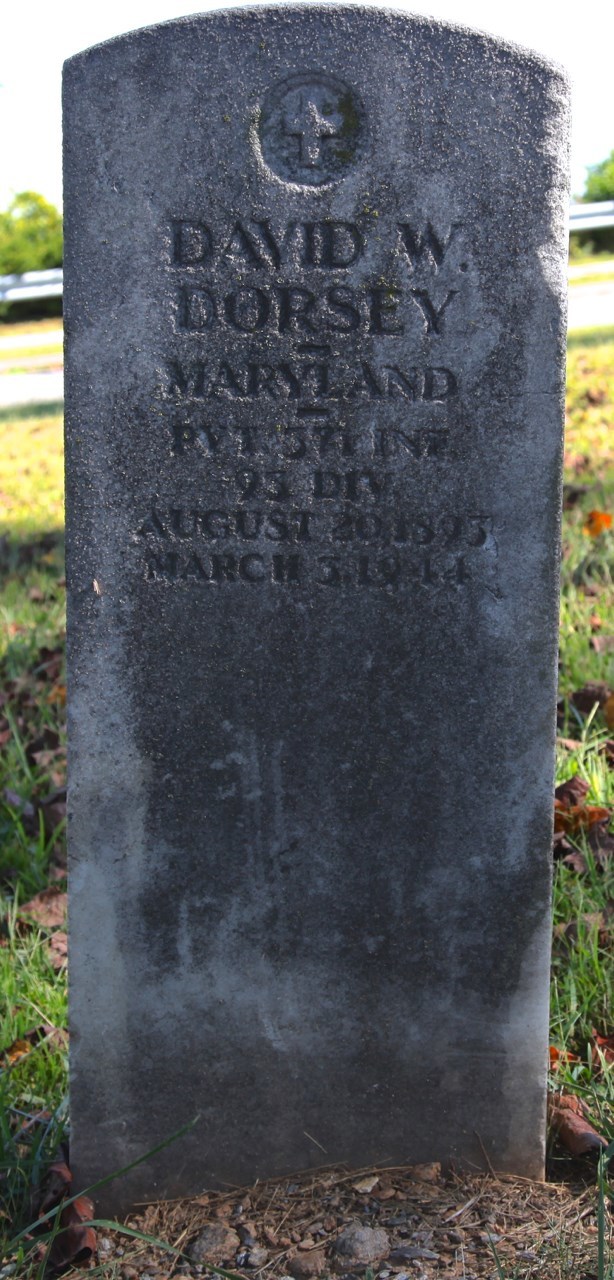 DAVID W.
DORSEY
MARYLAND
PVT. 371 INF.
93 DIV.
AUGUST 20, 1893
MARCH 3, 1944